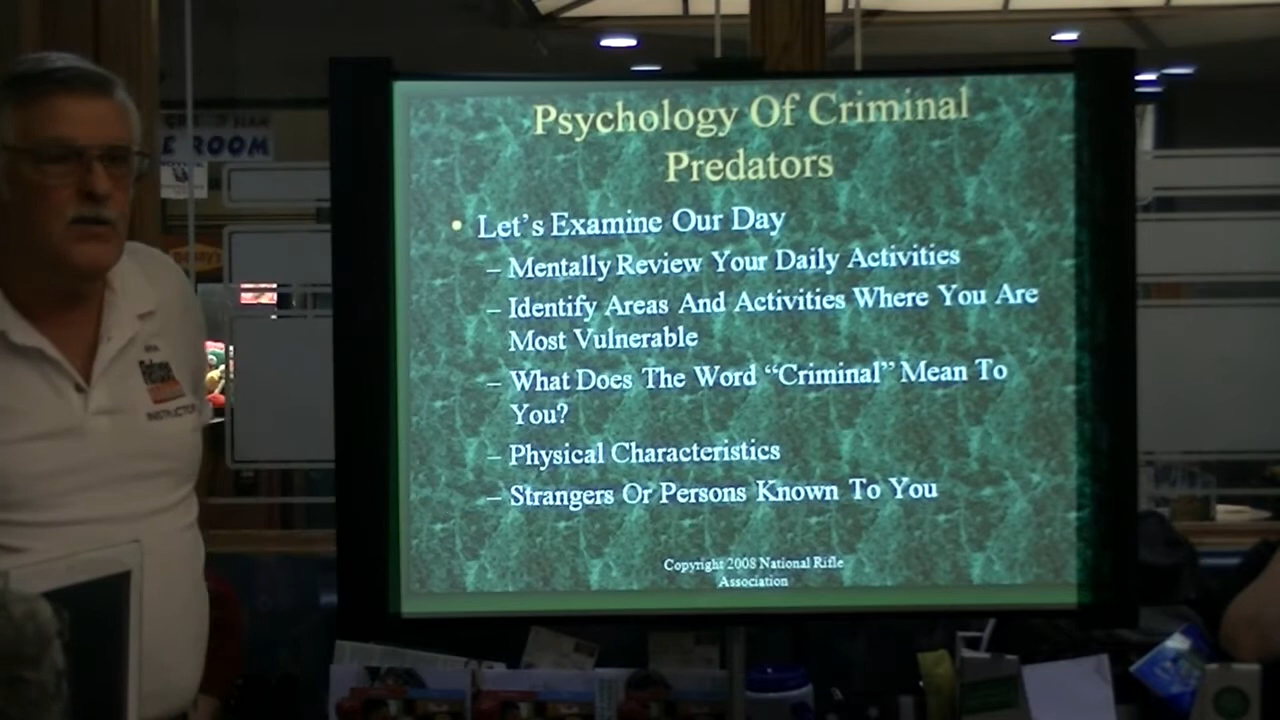 Psychology Of Criminal
Predators
• Let's Examine Our Day
– Mentally Review Your Daily Activities
– Identify Areas And Activities Where You Are
Most Vulnerable
– What Does The Word “Criminal” Mean To
You?
– Physical Characteristics
– Strangers Or Persons Known To You
Copyright 2008 National Rifle
Association
ROOM
INSTRUCTOR